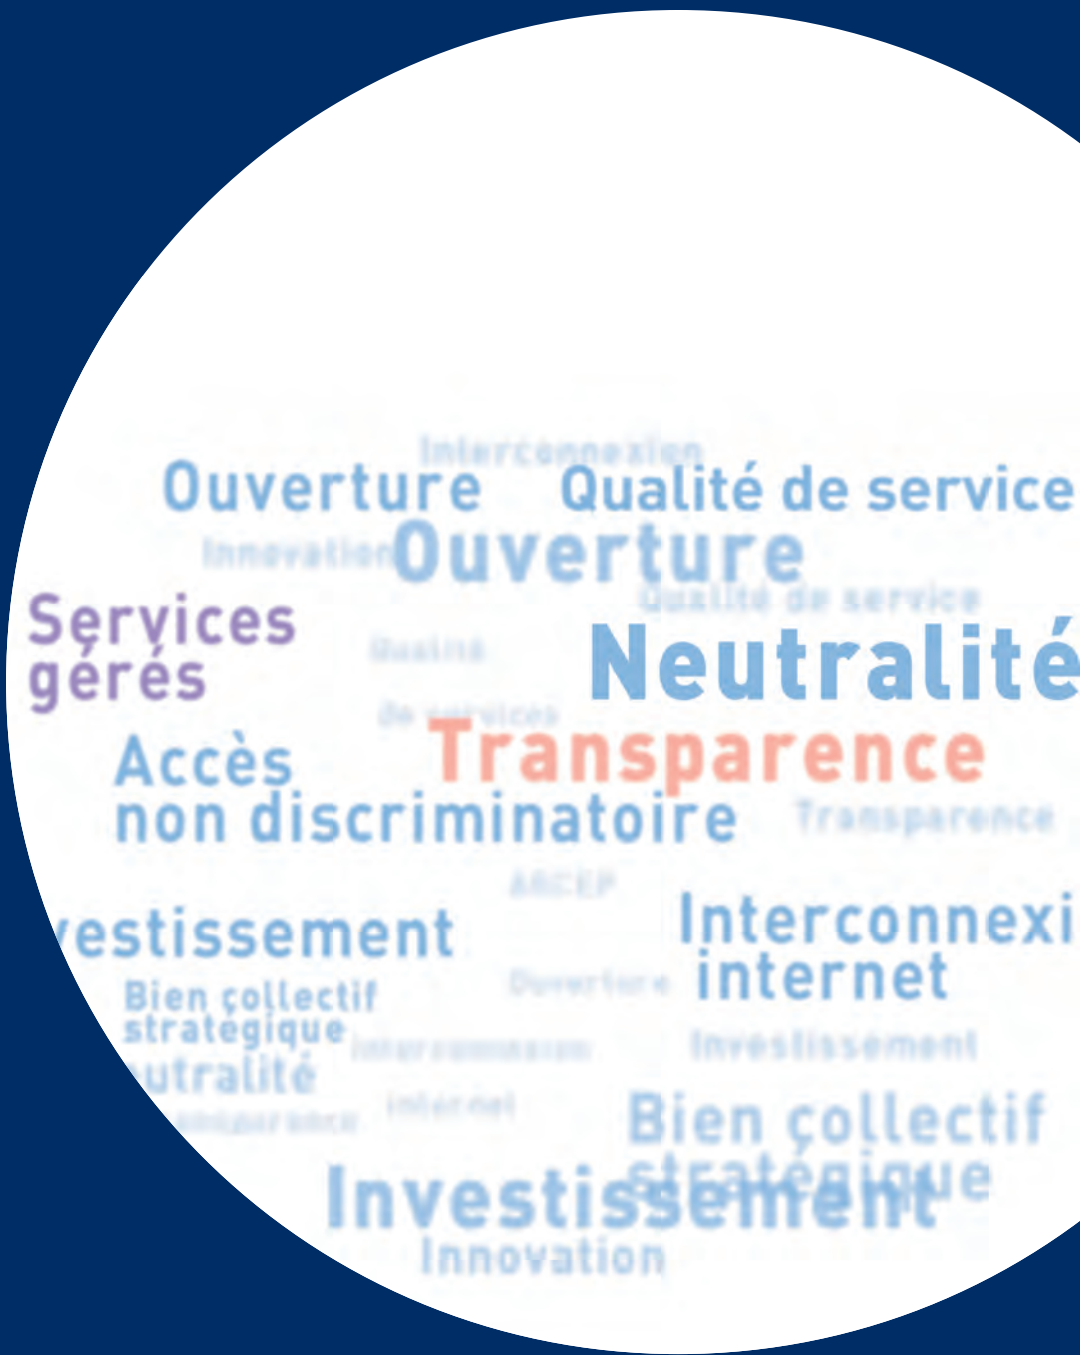 Interconnexion
Ouverture
Qualité de service
Innovation
Ouverture
Qualité de service
Services
gérés
Qualité
Neutralité
de services
Transparence
Accès
non discriminatoire
Transparence
ARCEP
vestissement
Interconnexi
internet
Ouverture
Bien collectif
stratégique
Interconnexion
Investissement
utralité
internet
Bien collectif
stratégique
Investissement
Innovation